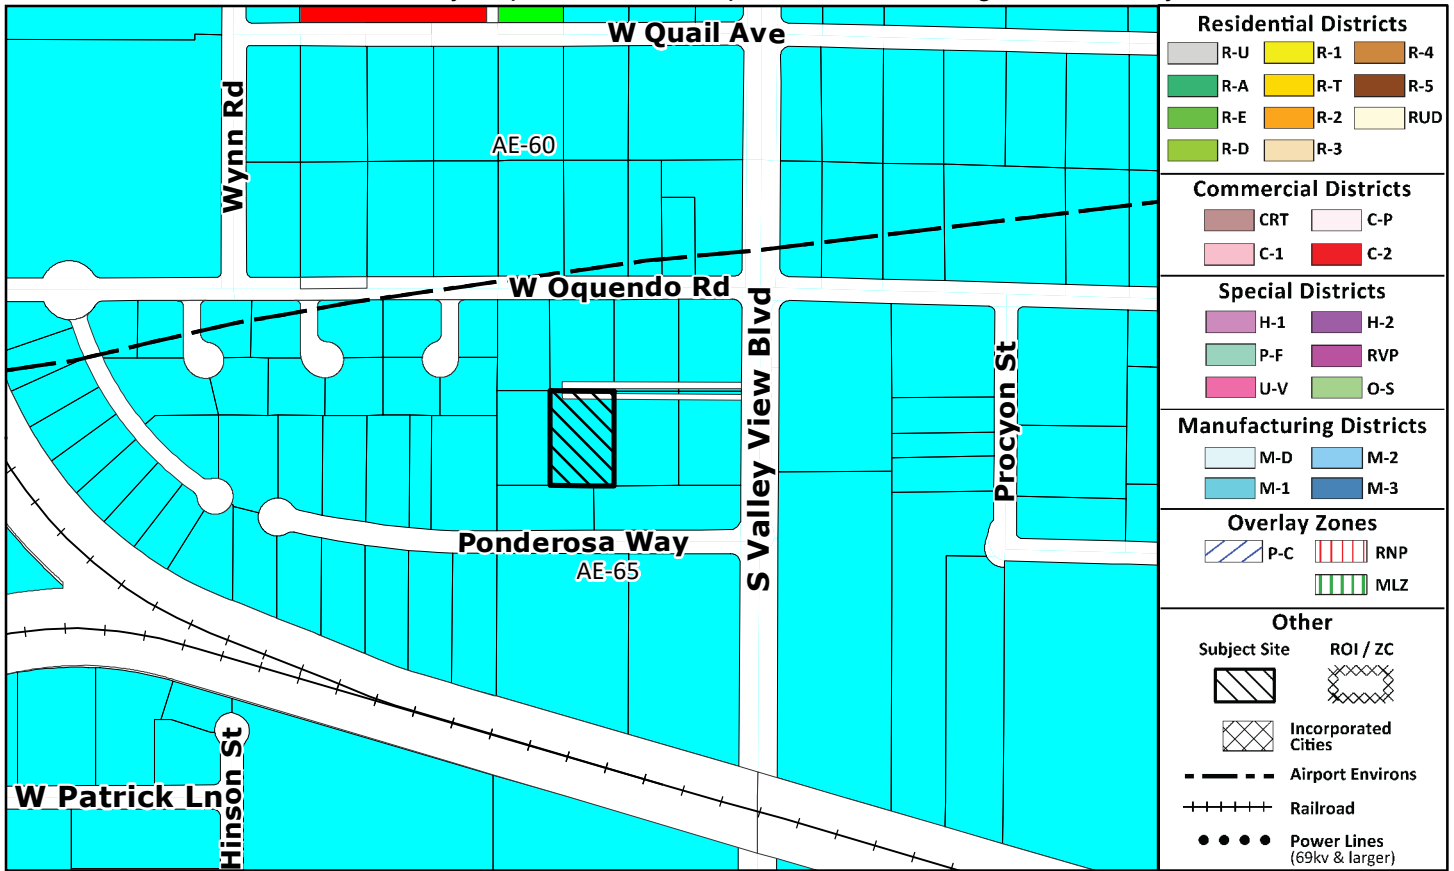 W Quail Ave
Wynn Rd
AE-60
W Oquendo Rd
S Valley View Blvd
Procyon St
Ponderosa Way
AE-65
W Patrick Ln
Hinson St
Residential Districts
R-U
R-1
R-4
R-A
R-T
R-5
R-E
R-2
RUD
R-D
R-3
Commercial Districts
CRT
C-P
C-1
C-2
Special Districts
H-1
H-2
P-F
RVP
U-V
O-S
Manufacturing Districts
M-D
M-2
M-1
M-3
Overlay Zones
P-C
RNP
MLZ
Other
Subject Site
ROI / ZC
Incorporated
Cities
Airport Environs
Railroad
Power Lines
(69kv & larger)